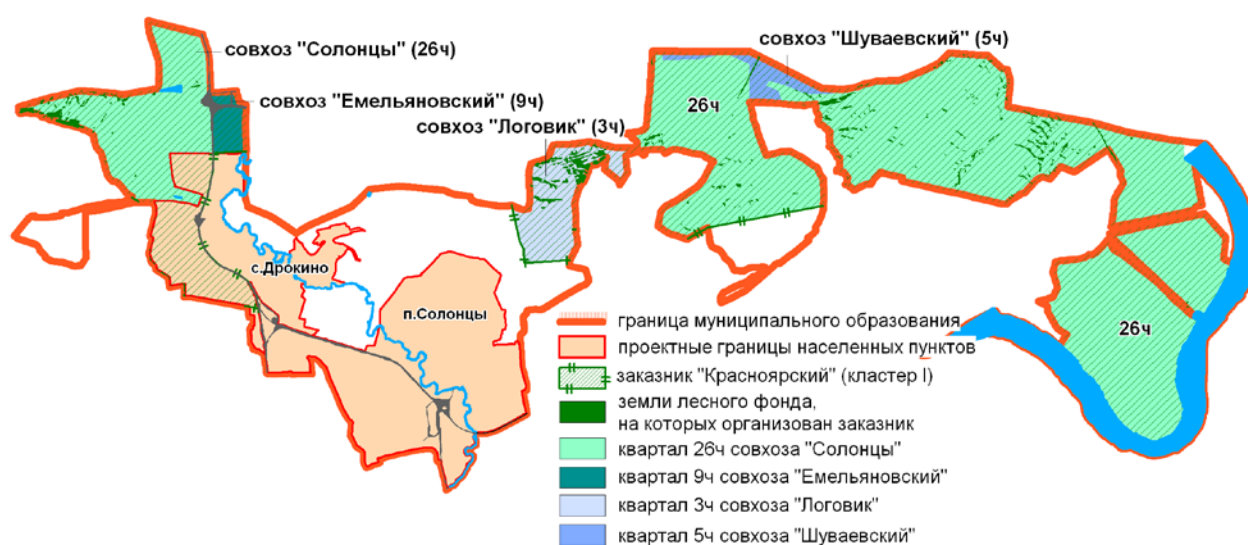 совхоз "Солонцы" (26ч)
совхоз "Шуваевский" (5ч)
совхоз "Емельяновский" (9ч)
26ч
совхоз "Логовик" (3ч)
с.Дрокино
п.Солонцы
26ч
граница муниципального образования
проектные границы населенных пунктов
заказник "Красноярский" (кластер I)
земли лесного фонда,
на которых организован заказник
квартал 26ч совхоза "Солонцы"
квартал 9ч совхоза "Емельяновский"
квартал 3ч совхоза "Логовик"
квартал 5ч совхоза "Шуваевский"